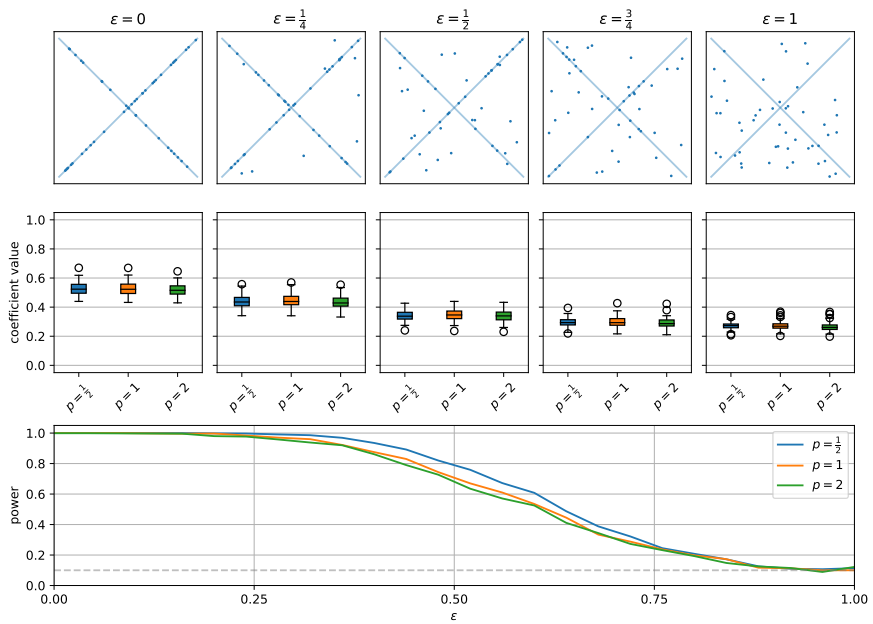 ε = 0 ε = 1/4 ε = 1/2 ε = 3/4 ε = 1
1.0
0.8
0.6
0.4
0.2
0.0
coefficient value
p = 1/2 p = 1 p = 2 p = 1/2 p = 1 p = 2 p = 1/2 p = 1 p = 2 p = 1/2 p = 1 p = 2 p = 1/2 p = 1 p = 2
1.0
0.8
0.6
0.4
0.2
0.0
power
p = 1/2
p = 1
p = 2
0.00 0.25 0.50 0.75 1.00
ε